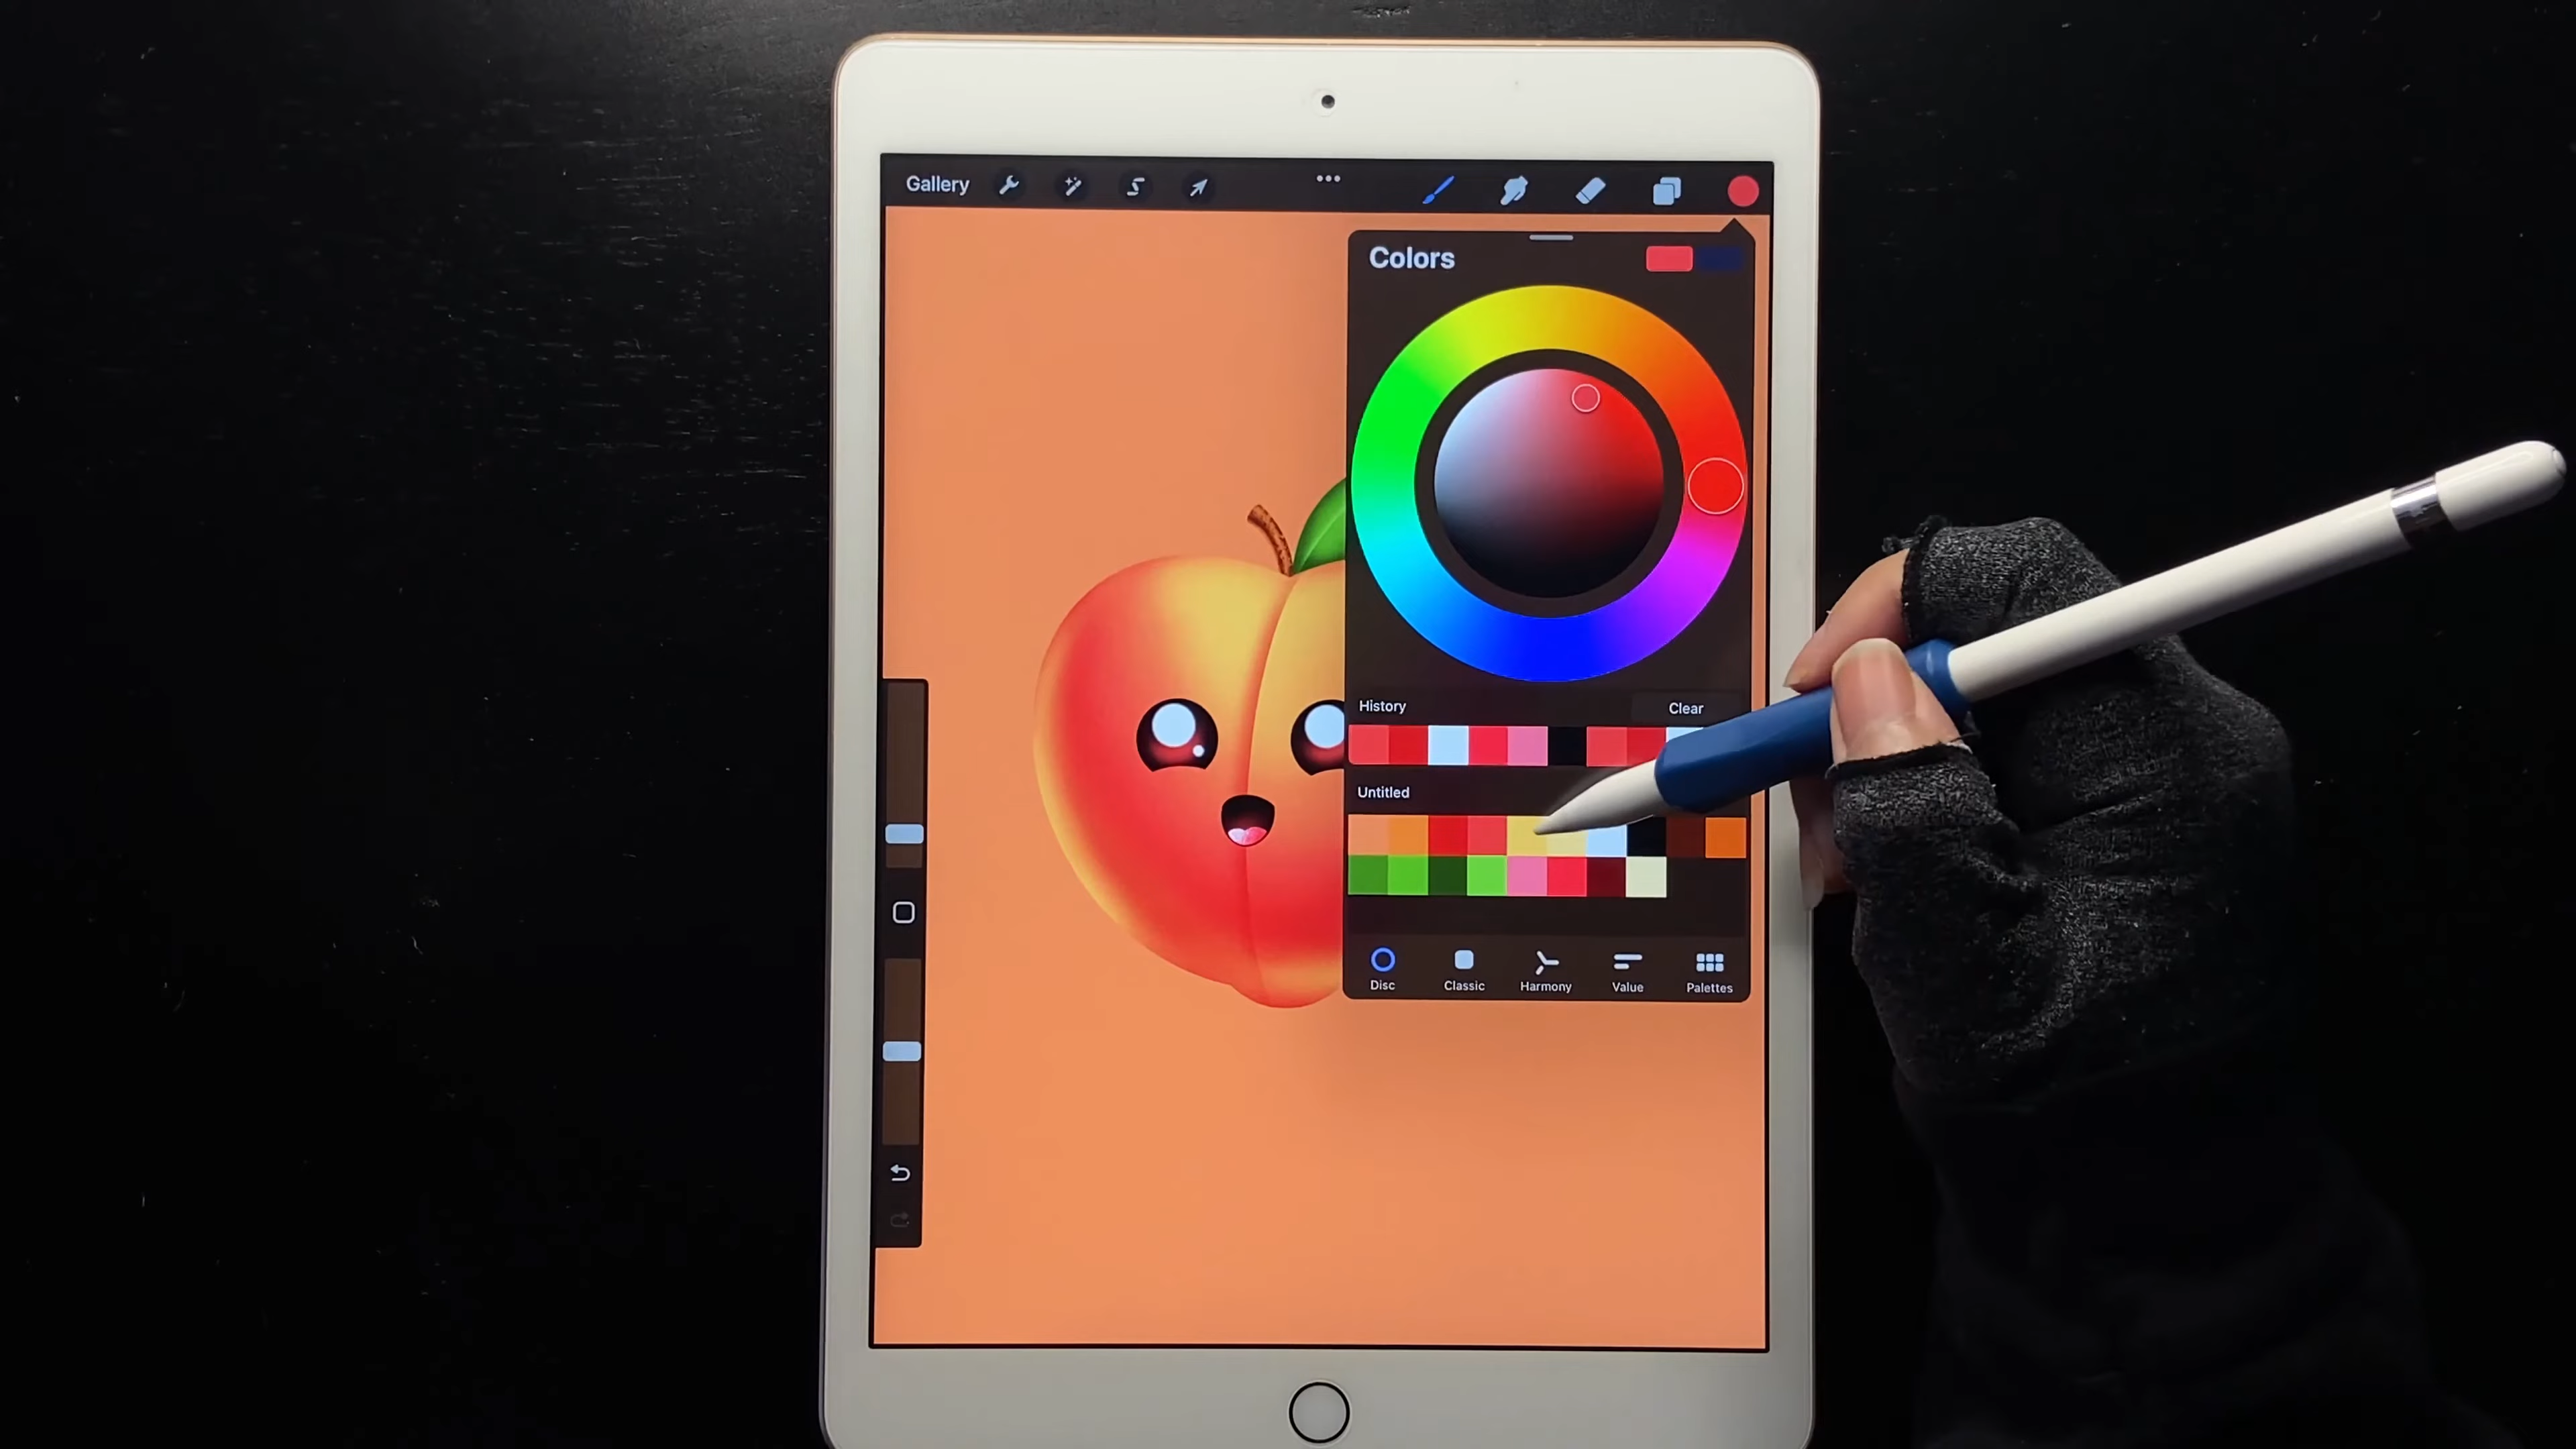 Gallery
Colors
History
Clear
Untitled
Disc
Classic
Harmony
Value
Palettes